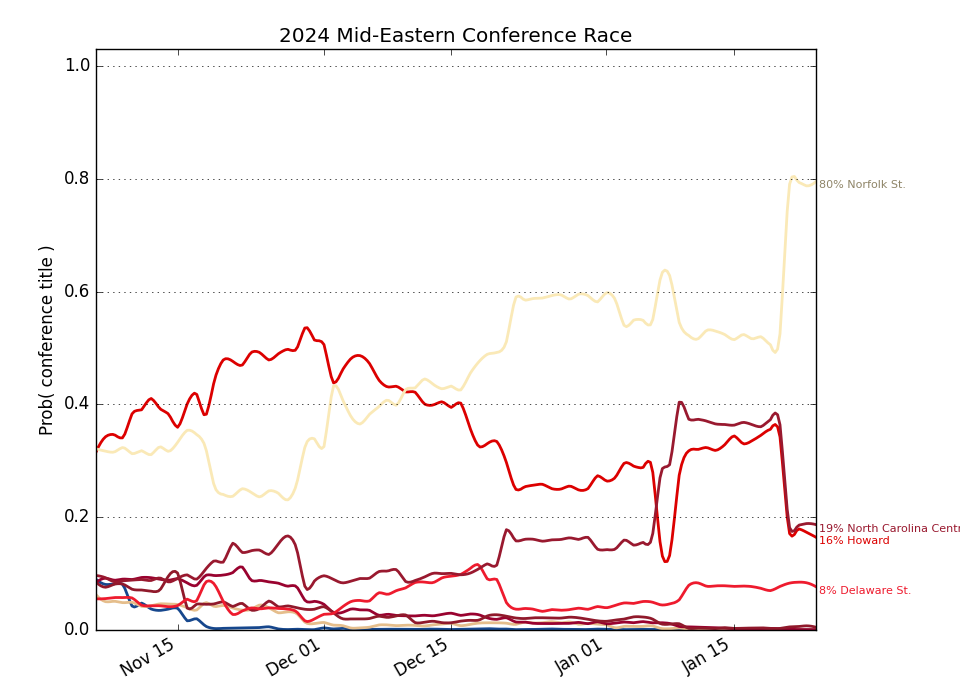 2024 Mid-Eastern Conference Race
1.0
0.8
0.6
0.4
0.2
0.0
Prob( conference title )
80% Norfolk St.
19% North Carolina Centr
16% Howard
8% Delaware St.
Nov 15
Dec 01
Dec 15
Jan 01
Jan 15